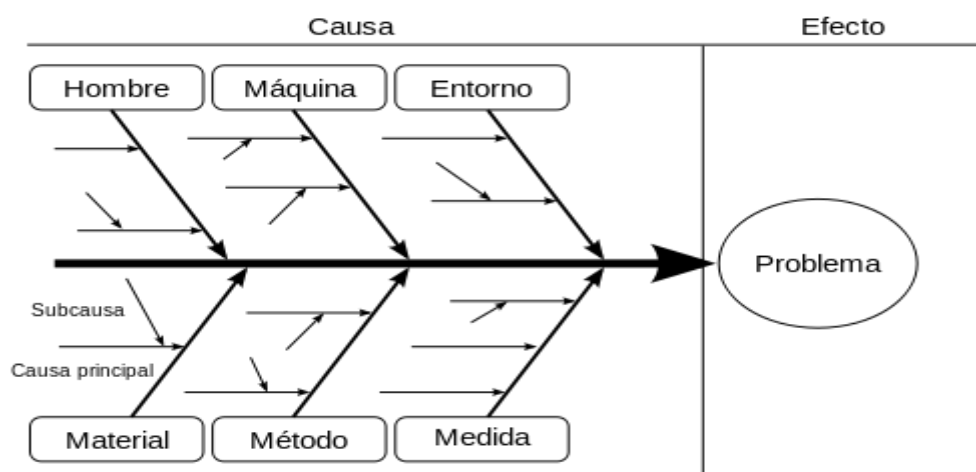 Causa
Efecto
Hombre
Máquina
Entorno
Problema
Subcausa
Causa principal
Material
Método
Medida